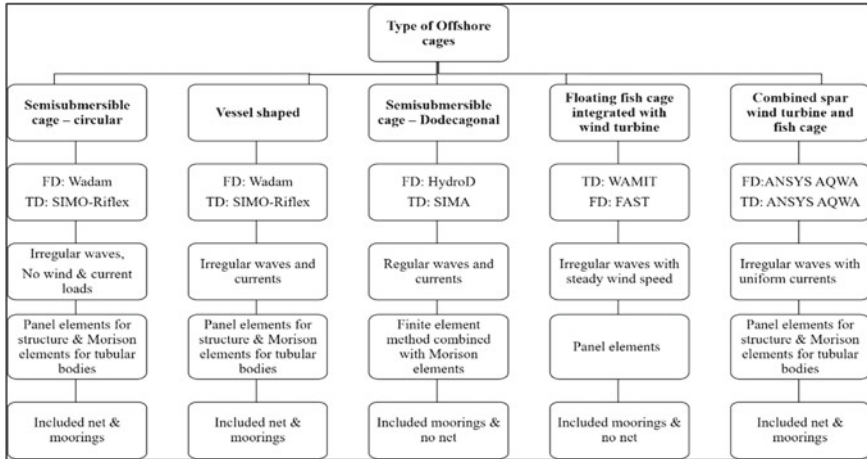 Type of Offshore
cages
Semisubmersible
cage – circular
Vessel shaped
Semisubmersible
cage – Dodecagonal
Floating fish cage
integrated with
wind turbine
Combined spar
wind turbine and
fish cage
FD: Wadam
TD: SIMO-Riflex
FD: Wadam
TD: SIMO-Riflex
FD: HydroD
TD: SIMA
TD: WAMIT
FD: FAST
FD:ANSYS AQWA
TD: ANSYS AQWA
Irregular waves,
No wind & current
loads
Irregular waves and
currents
Regular waves and
currents
Irregular waves with
steady wind speed
Irregular waves with
uniform currents
Panel elements for
structure & Morison
elements for tubular
bodies
Panel elements for
structure & Morison
elements for tubular
bodies
Finite element
method combined
with Morison
elements
Panel elements
Panel elements for
structure & Morison
elements for tubular
bodies
Included net &
moorings
Included net &
moorings
Included moorings &
no net
Included moorings &
no net
Included net &
moorings